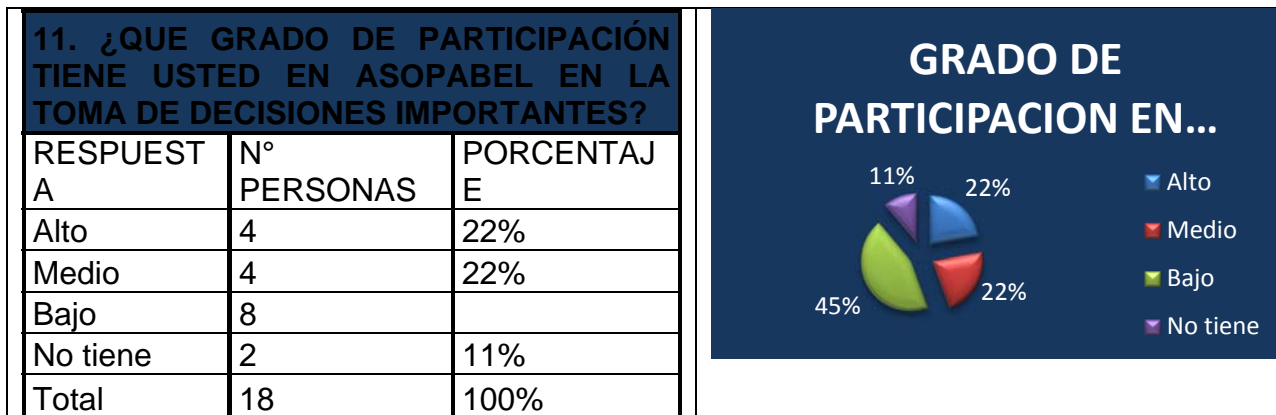 11. ¿QUE GRADO DE PARTICIPACIÓN
TIENE USTED EN ASOPABEL EN LA
TOMA DE DECISIONES IMPORTANTES?
RESPUEST
A
N°
PERSONAS
PORCENTAJ
E
Alto 4 22%
Medio 4 22%
Bajo 8
No tiene 2 11%
Total 18 100%
GRADO DE
PARTICIPACION EN...
11%
22%
22%
45%
Alto
Medio
Bajo
No tiene